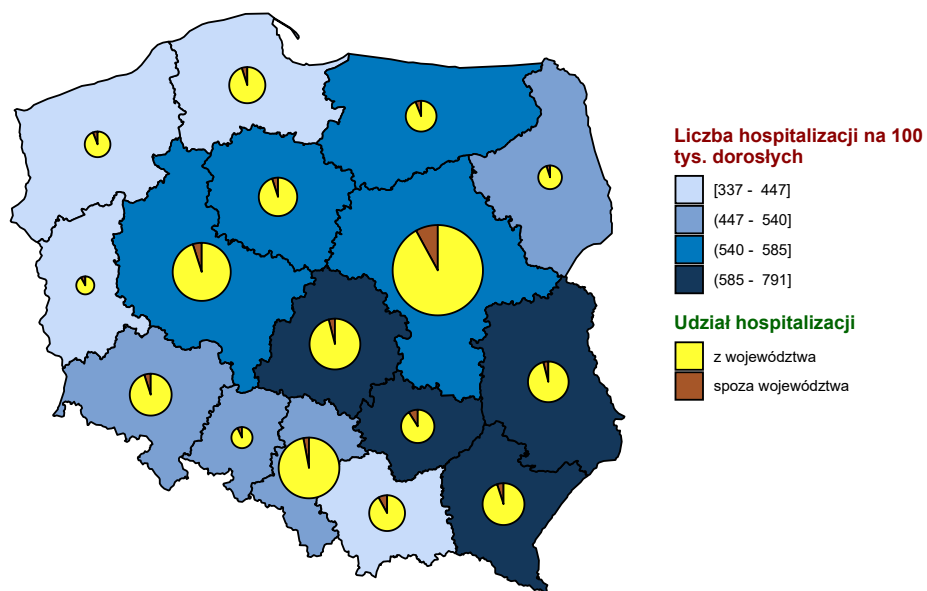 Liczba hospitalizacji na 100
tys. dorosłych
[337 - 447]
(447 - 540]
(540 - 585]
(585 - 791]
Udział hospitalizacji
z województwa
spoza województwa